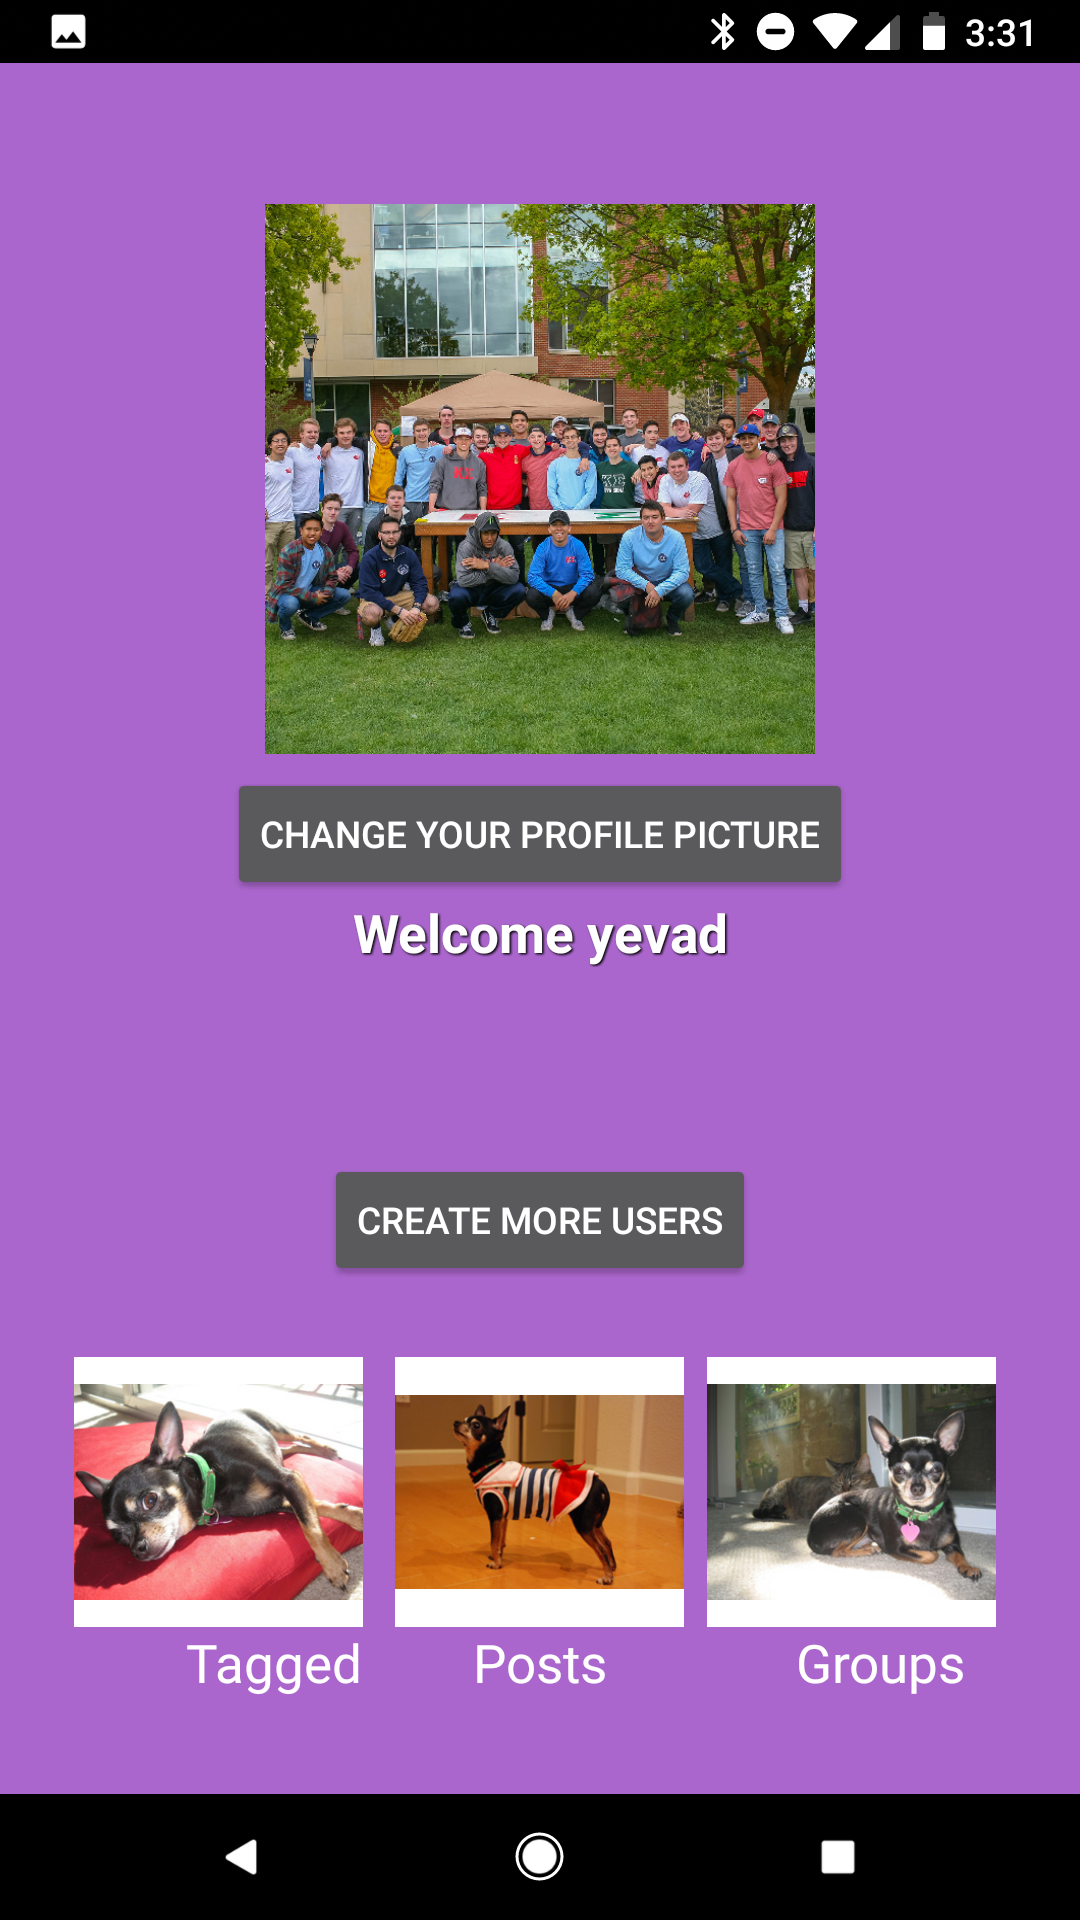 3:31
CHANGE YOUR PROFILE PICTURE
Welcome yevad
CREATE MORE USERS
Tagged
Posts
Groups